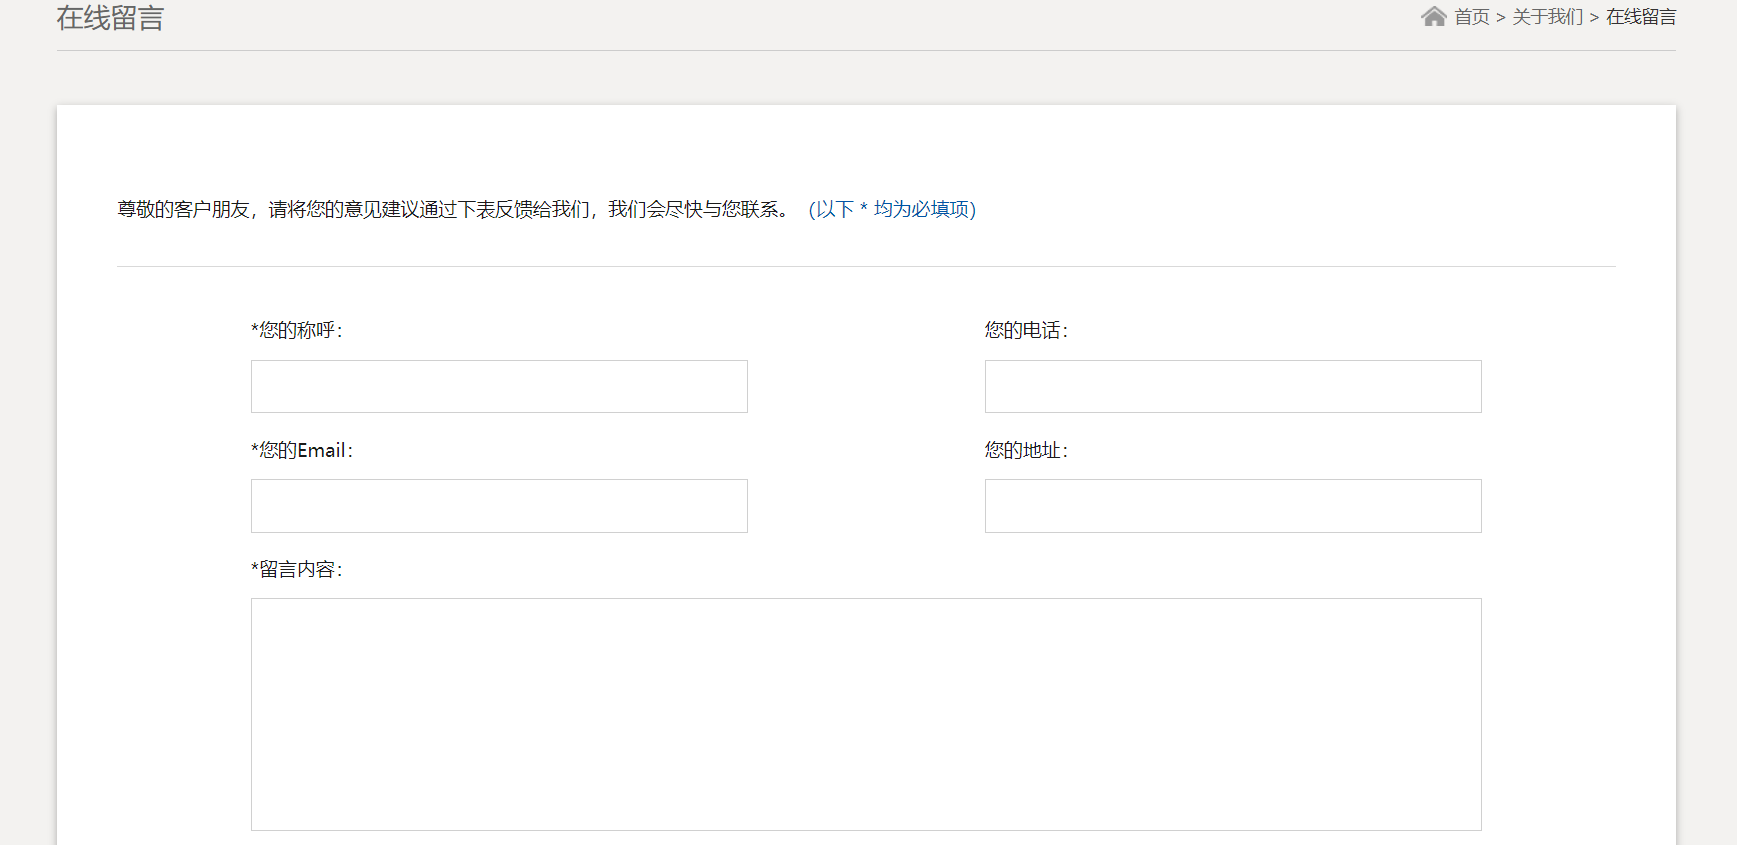 在线留言
首页 > 关于我们 > 在线留言
尊敬的客户朋友，请将您的意见建议通过下表反馈给我们，我们会尽快与您联系。 (以下 * 均为必填项)
*您的称呼：
您的电话：
*您的Email：
您的地址：
*留言内容：